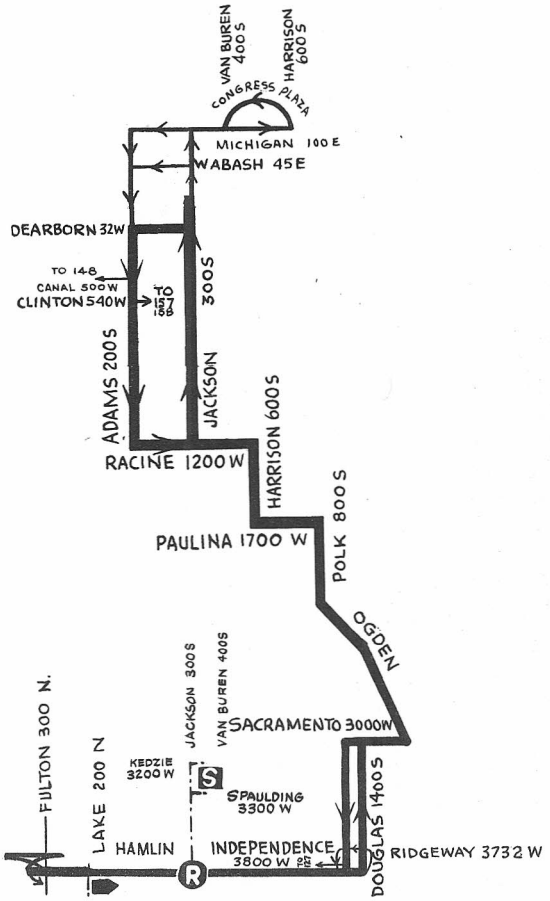 VAN BUREN
400S
HARRISON
600S
CONGRESS PLAZA
MICHIGAN 100E
WABASH 45E
DEARBORN 32W
TO 148
CANAL 500W
CLINTON 540W
TO
157
158
300S
JACKSON
ADAMS 200S
RACINE 1200W
HARRISON 600S
PAULINA 1700 W
POLK 800S
OGDEN
SACRAMENTO 3000W
JACKSON 300S
VAN BUREN 400S
KEDZIE
3200 W
S
SPAULDING
3300 W
FULTON 300 N.
LAKE 200 N
HAMLIN
INDEPENDENCE
3800 W
R
DOUGLAS 1400S
RIDGEWAY 3732 W